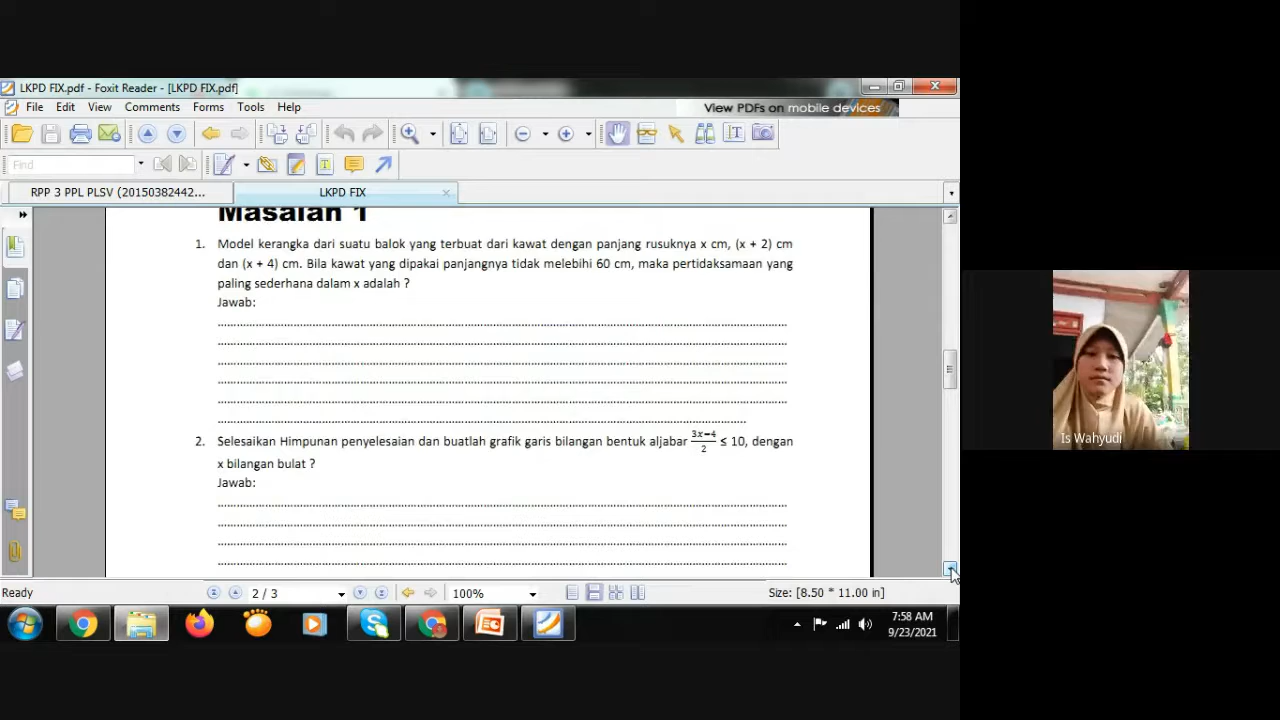 LKPD FIX.pdf - Foxit Reader - [LKPD FIX.pdf]
File Edit View Comments Forms Tools Help
View PDFs on mobile devices
Find
RPP 3 PPL PLSV (20150382442...
LKPD FIX
Masalah 1
1. Model kerangka dari suatu balok yang terbuat dari kawat dengan panjang rusuknya x cm, (x + 2) cm
dan (x + 4) cm. Bila kawat yang dipakai panjangnya tidak melebihi 60 cm, maka pertidaksamaan yang
paling sederhana dalam x adalah ?
Jawab:
2. Selesaikan Himpunan penyelesaian dan buatlah grafik garis bilangan bentuk aljabar (3x−4)/2 ≤ 10, dengan
x bilangan bulat ?
Jawab:
Is Wahyudi
Ready
2 / 3
100%
Size: [8.50 * 11.00 in]
7:58 AM
9/23/2021